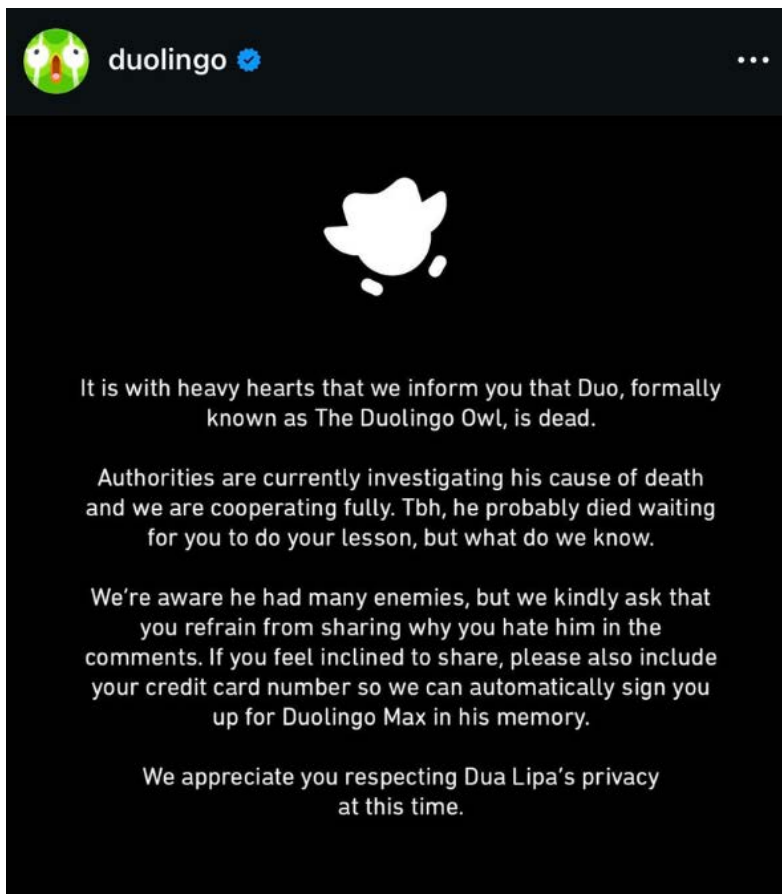 duolingo
It is with heavy hearts that we inform you that Duo, formally
known as The Duolingo Owl, is dead.
Authorities are currently investigating his cause of death
and we are cooperating fully. Tbh, he probably died waiting
for you to do your lesson, but what do we know.
We're aware he had many enemies, but we kindly ask that
you refrain from sharing why you hate him in the
comments. If you feel inclined to share, please also include
your credit card number so we can automatically sign you
up for Duolingo Max in his memory.
We appreciate you respecting Dua Lipa's privacy
at this time.